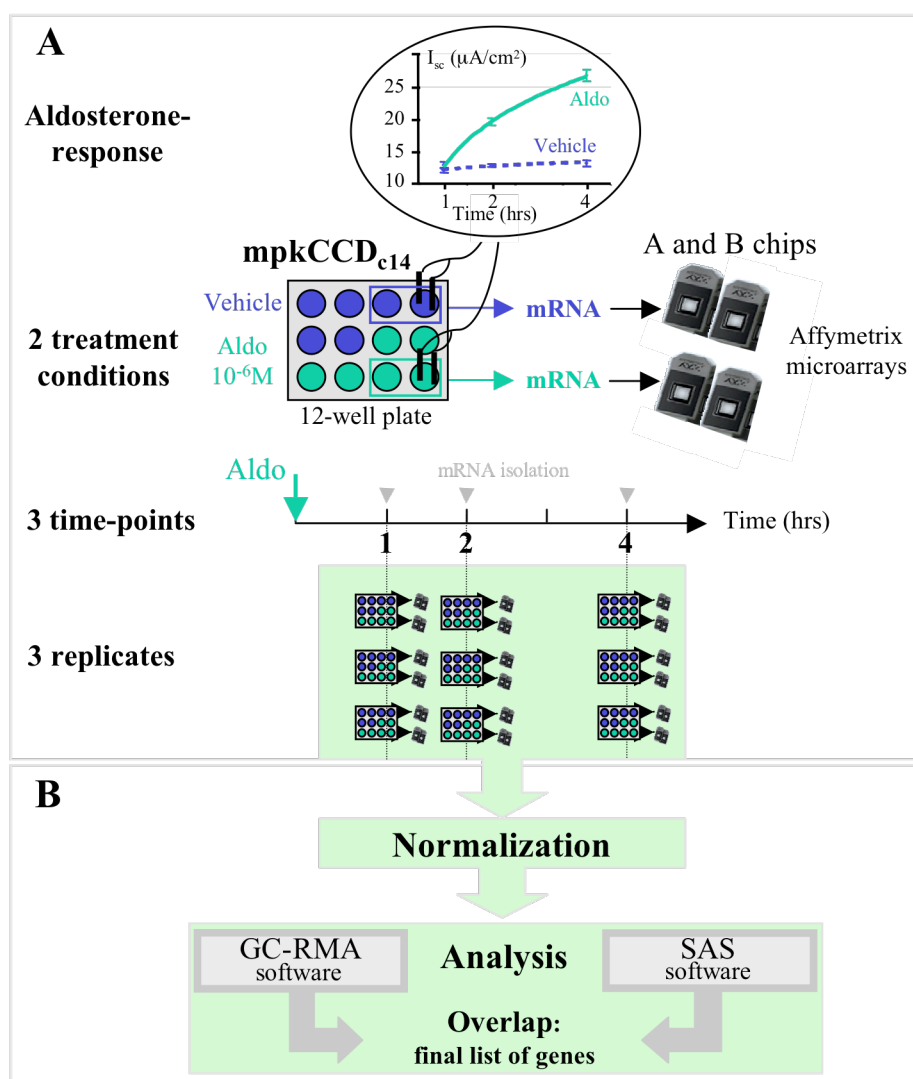 A
Aldosterone-
response
I_sc (µA/cm²)
25
20
15
10
Aldo
Vehicle
1 2 4
Time (hrs)
mpkCCD_c14
A and B chips
Vehicle
mRNA
2 treatment
conditions
Aldo
10⁻⁶M
mRNA
Affymetrix
microarrays
12-well plate
Aldo
mRNA isolation
3 time-points
Time (hrs)
1 2 4
3 replicates
B
Normalization
GC-RMA
software
Analysis
SAS
software
Overlap:
final list of genes